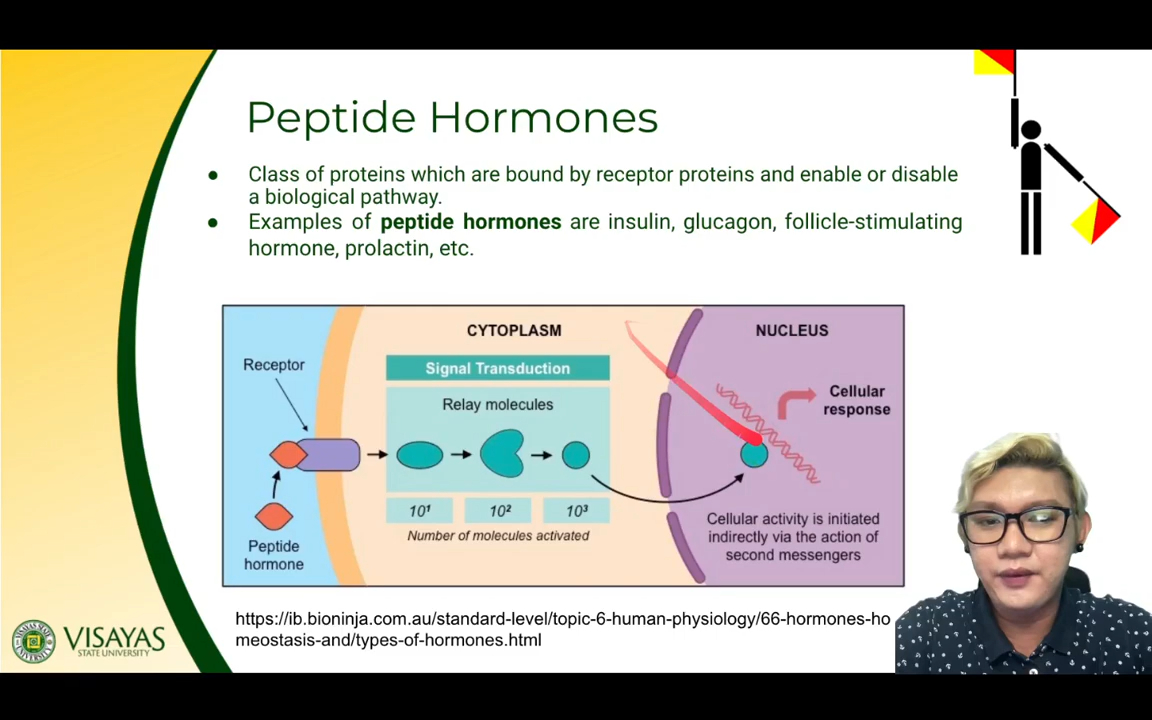 Peptide Hormones
● Class of proteins which are bound by receptor proteins and enable or disable
a biological pathway.
● Examples of peptide hormones are insulin, glucagon, follicle-stimulating
hormone, prolactin, etc.
CYTOPLASM
NUCLEUS
Receptor
Signal Transduction
Relay molecules
Cellular
response
10¹ 10² 10³
Number of molecules activated
Peptide
hormone
Cellular activity is initiated
indirectly via the action of
second messengers
https://ib.bioninja.com.au/standard-level/topic-6-human-physiology/66-hormones-ho
meostasis-and/types-of-hormones.html
VISAYAS
STATE UNIVERSITY